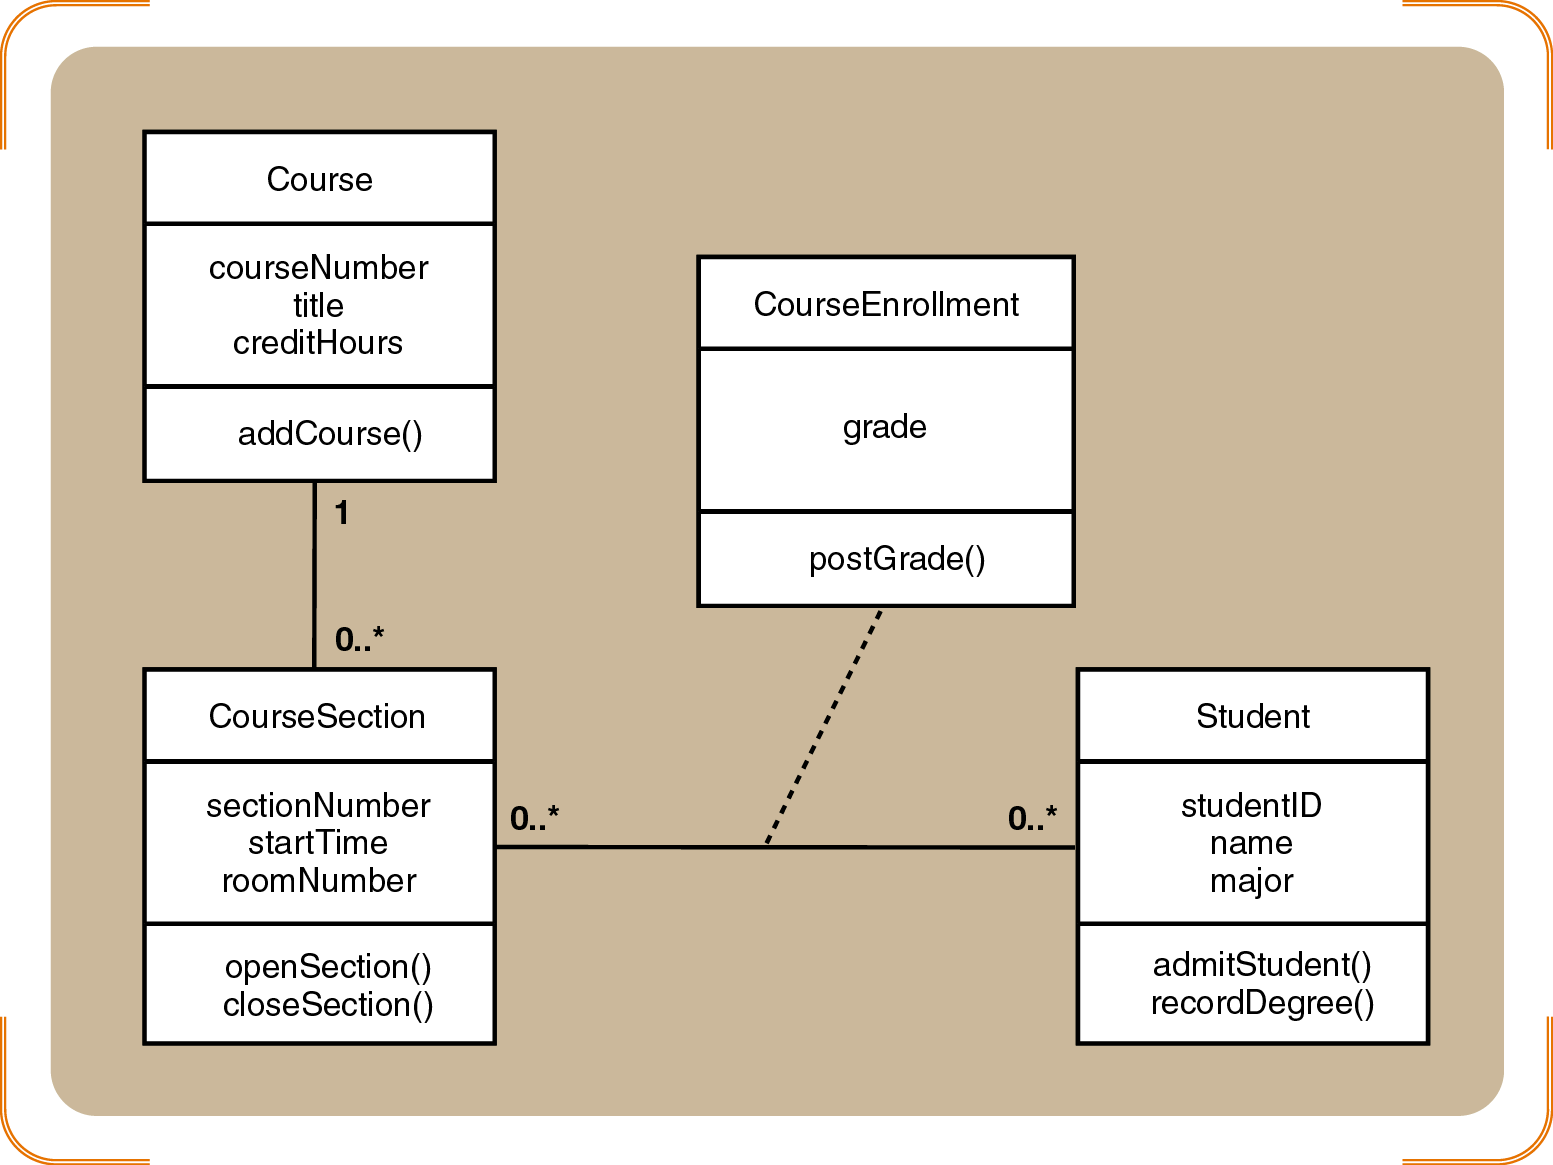 Course
courseNumber
title
creditHours
addCourse()
1
0..*
CourseEnrollment
grade
postGrade()
CourseSection
sectionNumber
startTime
roomNumber
openSection()
closeSection()
0..*
0..*
Student
studentID
name
major
admitStudent()
recordDegree()